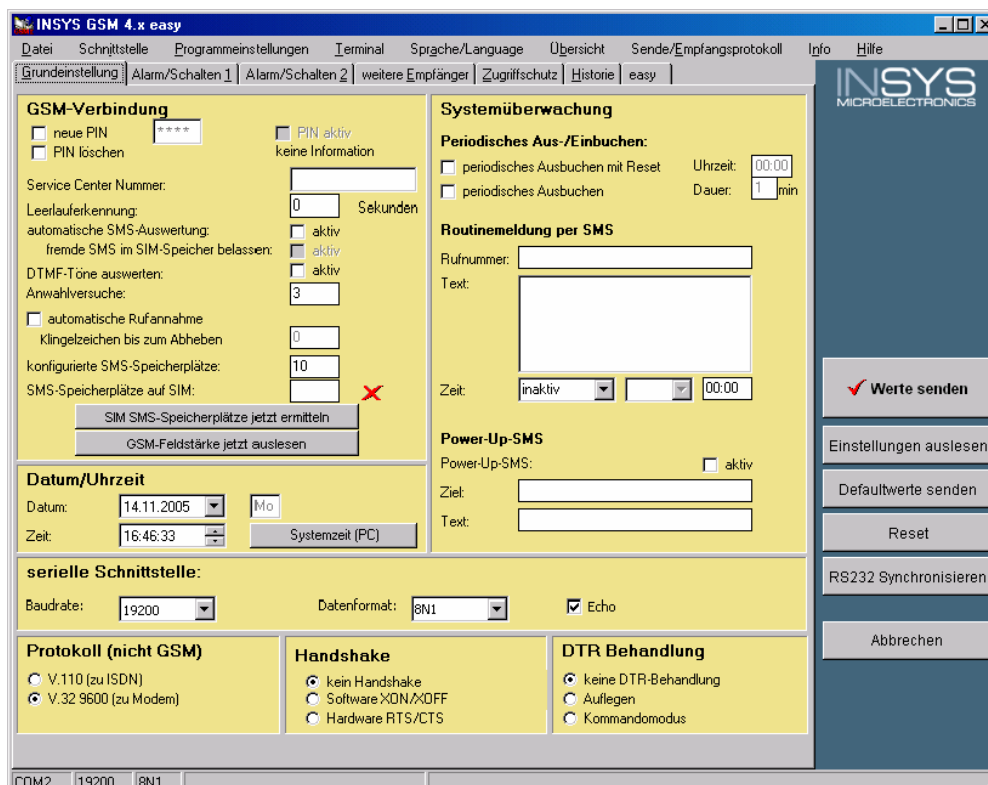 INSYS GSM 4.x easy
Datei Schnittstelle Programmeinstellungen Terminal Sprache/Language Übersicht Sende/Empfangsprotokoll Info Hilfe
Grundeinstellung Alarm/Schalten 1 Alarm/Schalten 2 weitere Empfänger Zugriffschutz Historie easy
GSM-Verbindung
neue PIN **** PIN aktiv
PIN löschen keine Information
Service Center Nummer:
Leerlauferkennung: 0 Sekunden
automatische SMS-Auswertung: aktiv
fremde SMS im SIM-Speicher belassen: aktiv
DTMF-Töne auswerten: aktiv
Anwahlversuche: 3
automatische Rufannahme
Klingelzeichen bis zum Abheben 0
konfigurierte SMS-Speicherplätze: 10
SMS-Speicherplätze auf SIM:
SIM SMS-Speicherplätze jetzt ermitteln
GSM-Feldstärke jetzt auslesen
Datum/Uhrzeit
Datum: 14.11.2005 Mo
Zeit: 16:46:33 Systemzeit (PC)
Systemüberwachung
Periodisches Aus-/Einbuchen:
periodisches Ausbuchen mit Reset Uhrzeit: 00:00
periodisches Ausbuchen Dauer: 1 min
Routinemeldung per SMS
Rufnummer:
Text:
Zeit: inaktiv 00:00
Power-Up-SMS
Power-Up-SMS: aktiv
Ziel:
Text:
serielle Schnittstelle:
Baudrate: 19200 Datenformat: 8N1 Echo
Protokoll (nicht GSM)
V.110 (zu ISDN)
V.32 9600 (zu Modem)
Handshake
kein Handshake
Software XON/XOFF
Hardware RTS/CTS
DTR Behandlung
keine DTR-Behandlung
Auflegen
Kommandomodus
INSYS
MICROELECTRONICS
Werte senden
Einstellungen auslesen
Defaultwerte senden
Reset
RS232 Synchronisieren
Abbrechen
COM2 19200 8N1